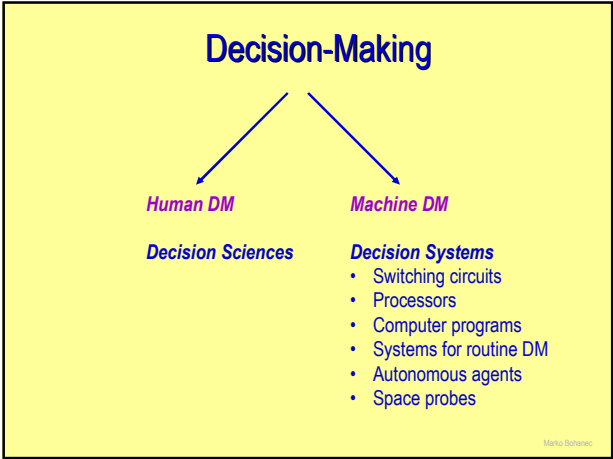 Decision-Making
Human DM
Decision Sciences
Machine DM
Decision Systems
• Switching circuits
• Processors
• Computer programs
• Systems for routine DM
• Autonomous agents
• Space probes
Marko Bohanec